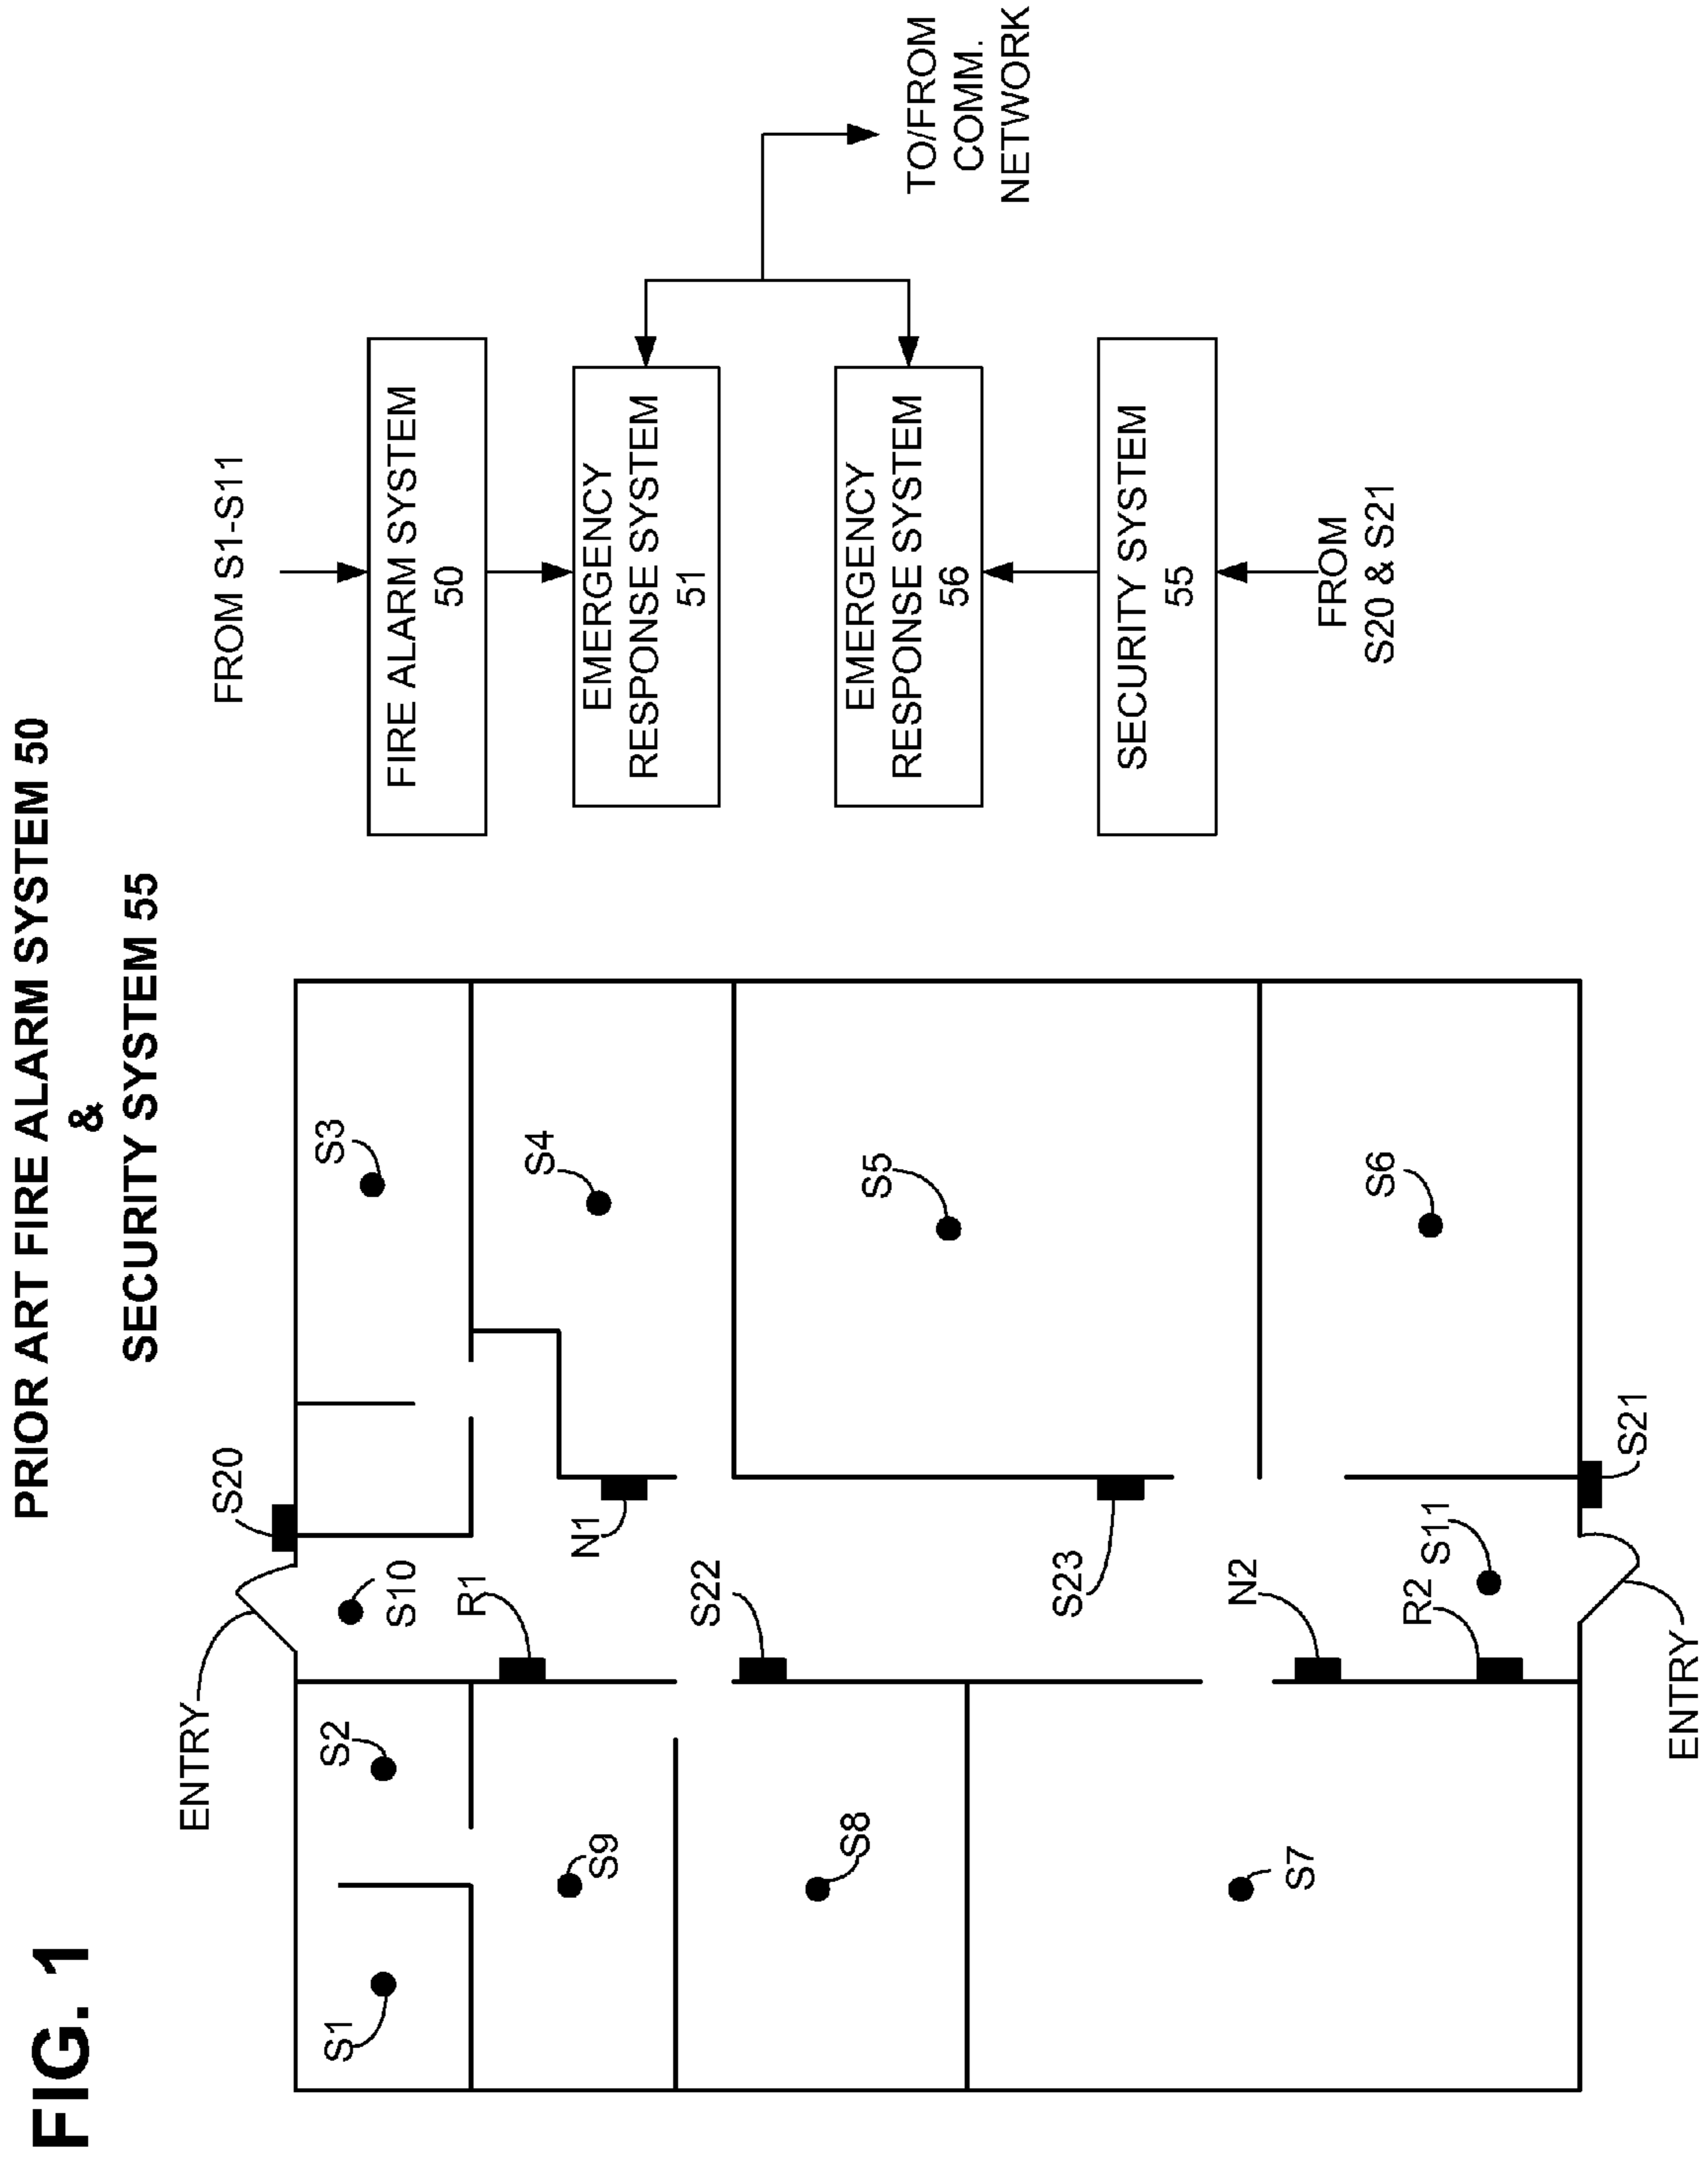 FIG. 1
PRIOR ART FIRE ALARM SYSTEM 50
&
SECURITY SYSTEM 55
ENTRY
S20
S1
S2
S10
S3
R1
N1
S4
S9
S22
S8
S5
S23
S7
N2
R2
S11
S6
S21
ENTRY
FROM S1-S11
FIRE ALARM SYSTEM
50
EMERGENCY
RESPONSE SYSTEM
51
EMERGENCY
RESPONSE SYSTEM
56
SECURITY SYSTEM
55
FROM
S20 & S21
TO/FROM
COMM.
NETWORK